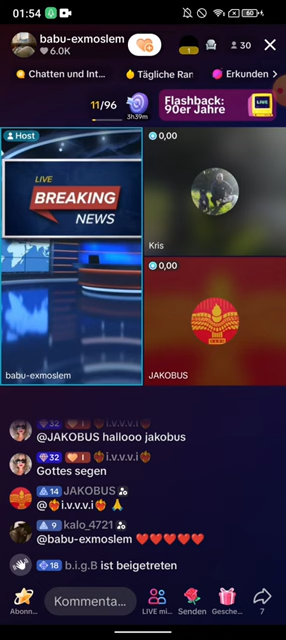 01:54
60
babu-exmoslem
6.0K
1
30
Chatten und Int...
Tägliche Ran
Erkunden >
11/96
3h39m
Flashback:
90er Jahre
LIVE
Host
LIVE
BREAKING
NEWS
babu-exmoslem
0,00
Kris
0,00
JAKOBUS
32 I i.v.v.v.i
@JAKOBUS hallooo jakobus
32 I i.v.v.v.i
Gottes segen
14 JAKOBUS
@ i.v.v.v.i
9 kalo_4721
@babu-exmoslem
18 b.i.g.B ist beigetreten
Abonn...
Kommenta...
LIVE mi...
Senden
Gesche...
7